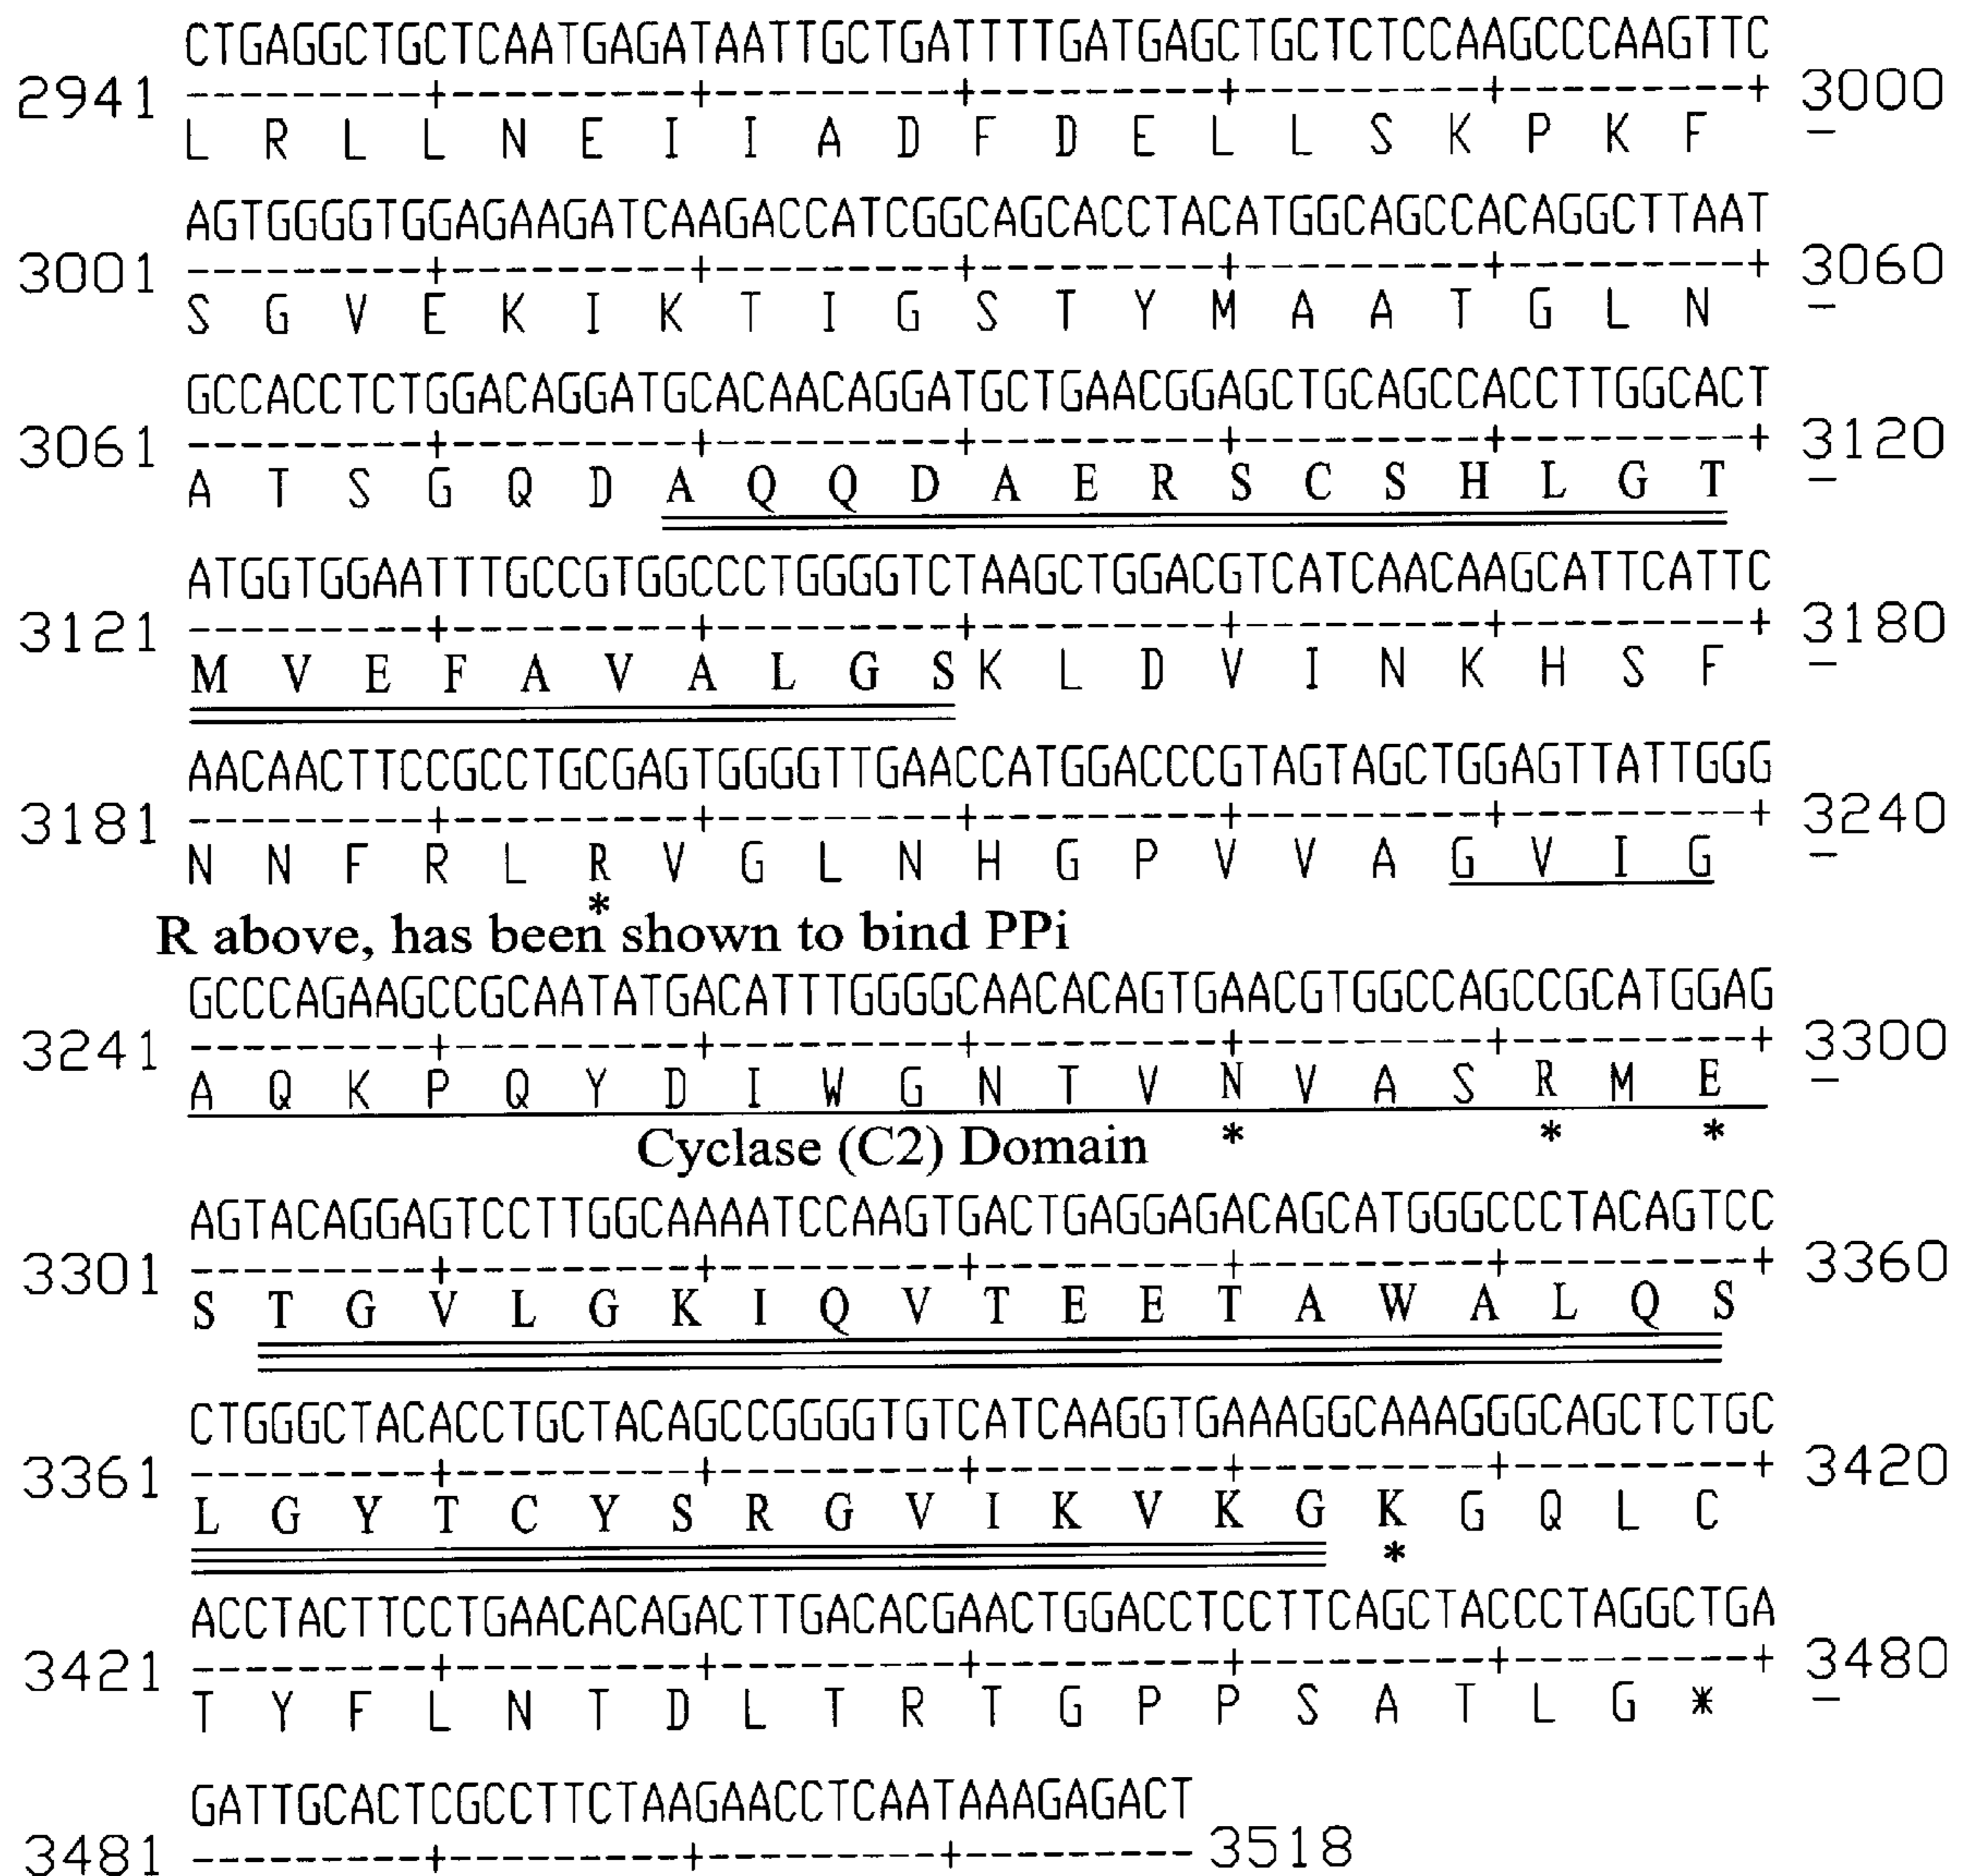 CTGAGGCTGCTCAATGAGATAATTGCTGATTTTGATGAGCTGCTCTCCAAGCCCAAGTTC
2941 ---------+---------+---------+---------+---------+---------+ 3000
L R L L N E I I A D F D E L L S K P K F -
AGTGGGGTGGAGAAGATCAAGACCATCGGCAGCACCTACATGGCAGCCACAGGCTTAAAT
3001 ---------+---------+---------+---------+---------+---------+ 3060
S G V E K I K T I G S T Y M A A T G L N -
GCCACCTCTGGACAGGATGCACAACAGGATGCTGAACGGAGCTGCAGCCACCTTGGCACT
3061 ---------+---------+---------+---------+---------+---------+ 3120
A T S G Q D A Q Q D A E R S C S H L G T -
ATGGTGGAATTTGCCGTGGCCCTGGGGTCTAAGCTGGACGTCATCAACAAGCATTCATTC
3121 ---------+---------+---------+---------+---------+---------+ 3180
M V E F A V A L G S K L D V I N K H S F -
AACAACTTCCGCCTGCGAGTGGGGTTGAACCATGGACCCGTAGTAGCTGGAGTTATTGGG
3181 ---------+---------+---------+---------+---------+---------+ 3240
N N F R L R V G L N H G P V V A G V I G -
*
R above, has been shown to bind PPi
GCCCAGAAGCCGCAATATGACATTTGGGGCAACACAGTGAACGTGGCCAGCCGCATGGAG
3241 ---------+---------+---------+---------+---------+---------+ 3300
A Q K P Q Y D I W G N T V N V A S R M E -
Cyclase (C2) Domain * * *
AGTACAGGAGTCCTTGGCAAAATCCAAGTGACTGAGGAGACAGCATGGGCCCTACAGTCC
3301 ---------+---------+---------+---------+---------+---------+ 3360
S T G V L G K I Q V T E E T A W A L Q S
CTGGGCTACACCTGCTACAGCCGGGGTGTCATCAAGGTGAAAGGCAAAGGGCAGCTCTGC
3361 ---------+---------+---------+---------+---------+---------+ 3420
L G Y T C Y S R G V I K V K G K G Q L C
*
ACCTACTTCCTGAACACAGACTTGACACGAACTGGACCTCCTTCAGCTACCCTAGGCTGA
3421 ---------+---------+---------+---------+---------+---------+ 3480
T Y F L N T D L T R T G P P S A T L G * -
GATTGCACTCGCCTTCTAAGAACCTCAATAAAGAGACT
3481 ---------+---------+---------+-------- 3518